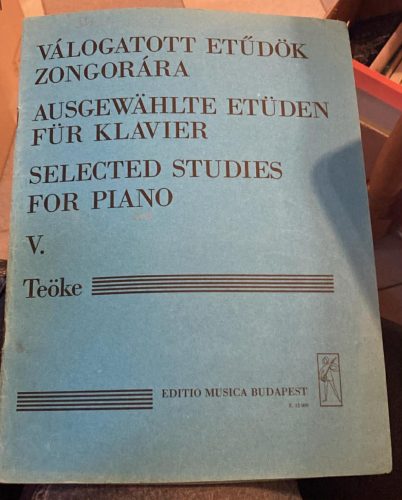 VÁLOGATOTT ETŰDÖK
ZONGORÁRA
AUSGEWÄHLTE ETÜDEN
FÜR KLAVIER
SELECTED STUDIES
FOR PIANO
V.
Teöke
EDITIO MUSICA BUDAPEST